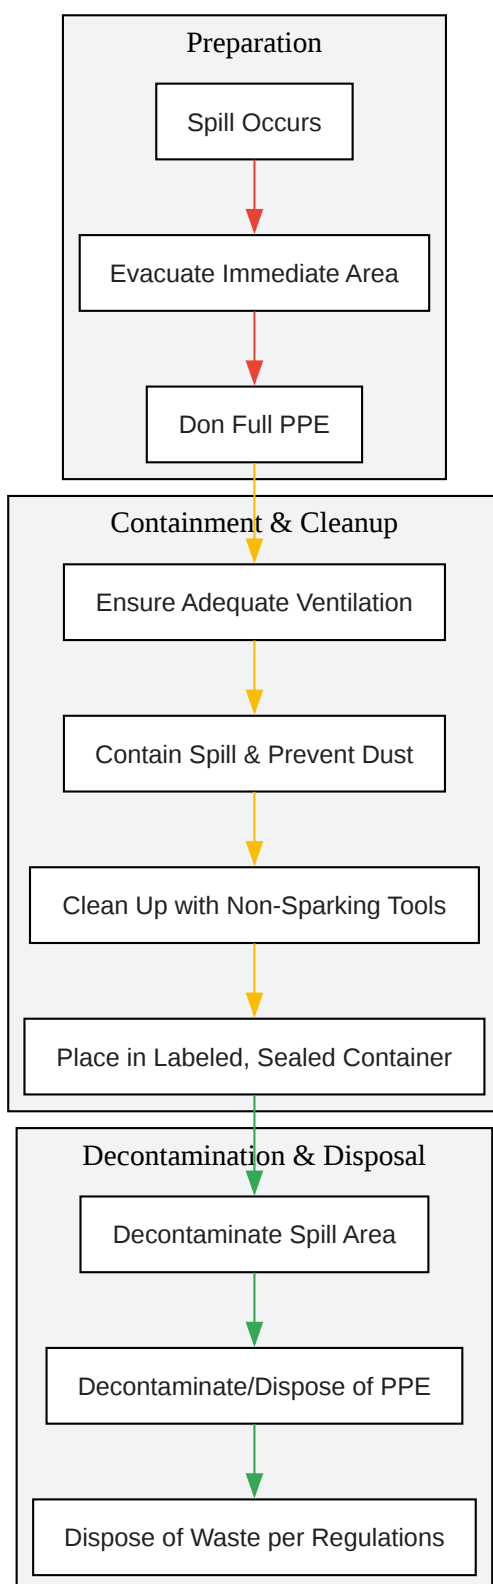 Preparation
Spill Occurs
Evacuate Immediate Area
Don Full PPE
Containment & Cleanup
Ensure Adequate Ventilation
Contain Spill & Prevent Dust
Clean Up with Non-Sparking Tools
Place in Labeled, Sealed Container
Decontamination & Disposal
Decontaminate Spill Area
Decontaminate/Dispose of PPE
Dispose of Waste per Regulations